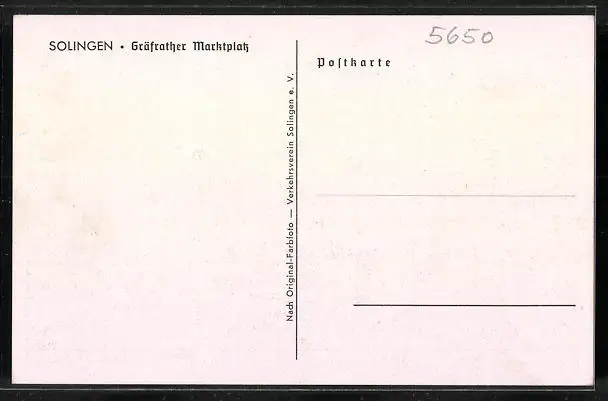 SOLINGEN • Gräfrather Marktplatz
5650
Poſtkarte
Nach Original-Farbfoto — Verkehrsverein Solingen e. V.